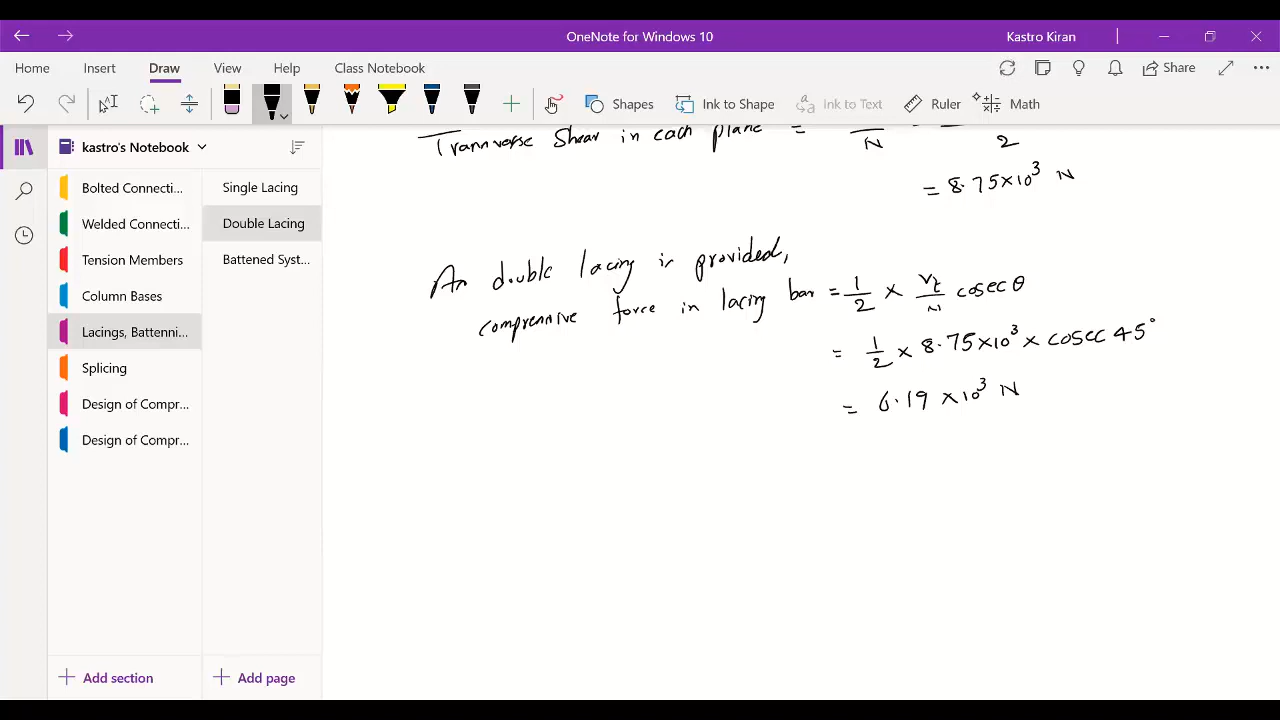 OneNote for Windows 10
Kastro Kiran
Home Insert Draw View Help Class Notebook
Share
Shapes Ink to Shape Ink to Text Ruler Math
kastro's Notebook
Bolted Connecti...
Welded Connecti...
Tension Members
Column Bases
Lacings, Battenni...
Splicing
Design of Compr...
Design of Compr...
Add section
Single Lacing
Double Lacing
Battened Syst...
Add page
Transverse Shear in each plane = — N 2
= 8.75×10³ N
As double lacing is provided,
compressive force in lacing bar = 1/2 × Vt/N cosec θ
= 1/2 × 8.75×10³ × cosec 45°
= 6.19 ×10³ N